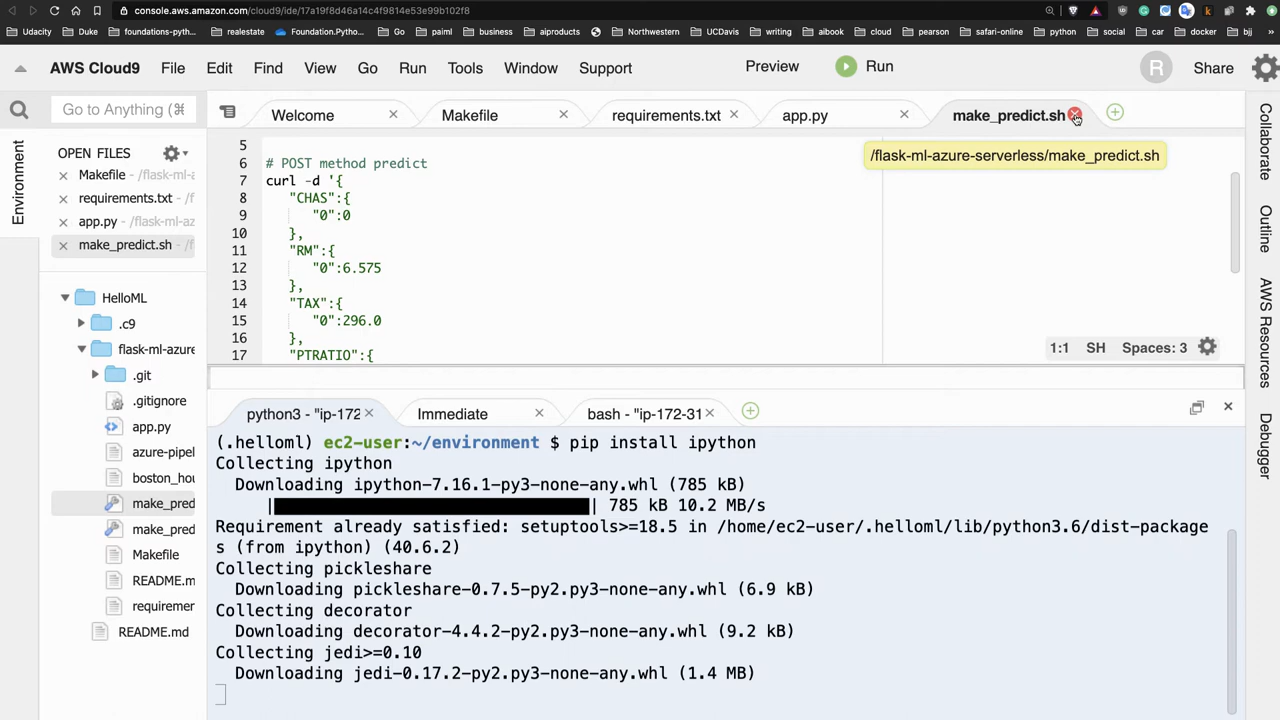 console.aws.amazon.com/cloud9/ide/17a19f8d46a14c4f9814e53e99b102f8
Udacity Duke foundations-pyth... realestate Foundation.Pytho... Go paiml business aiproducts Northwestern UCDavis writing aibook cloud pearson safari-online python social car docker bjj »
AWS Cloud9 File Edit Find View Go Run Tools Window Support Preview Run R Share
Go to Anything (⌘ Welcome Makefile requirements.txt app.py make_predict.sh
/flask-ml-azure-serverless/make_predict.sh
Environment
OPEN FILES
Makefile - /flask-ml-a
requirements.txt - /
app.py - /flask-ml-az
make_predict.sh - /f
HelloML
.c9
flask-ml-azure
.git
.gitignore
app.py
azure-pipel
boston_hou
make_pred
make_pred
Makefile
README.m
requiremen
README.md
5
6 # POST method predict
7 curl -d '{
8 "CHAS":{
9 "0":0
10 },
11 "RM":{
12 "0":6.575
13 },
14 "TAX":{
15 "0":296.0
16 },
17 "PTRATIO":{
1:1 SH Spaces: 3
python3 - "ip-172 Immediate bash - "ip-172-31
(.helloml) ec2-user:~/environment $ pip install ipython
Collecting ipython
Downloading ipython-7.16.1-py3-none-any.whl (785 kB)
|████████████████████████████████| 785 kB 10.2 MB/s
Requirement already satisfied: setuptools>=18.5 in /home/ec2-user/.helloml/lib/python3.6/dist-package
s (from ipython) (40.6.2)
Collecting pickleshare
Downloading pickleshare-0.7.5-py2.py3-none-any.whl (6.9 kB)
Collecting decorator
Downloading decorator-4.4.2-py2.py3-none-any.whl (9.2 kB)
Collecting jedi>=0.10
Downloading jedi-0.17.2-py2.py3-none-any.whl (1.4 MB)
Collaborate
Outline
AWS Resources
Debugger